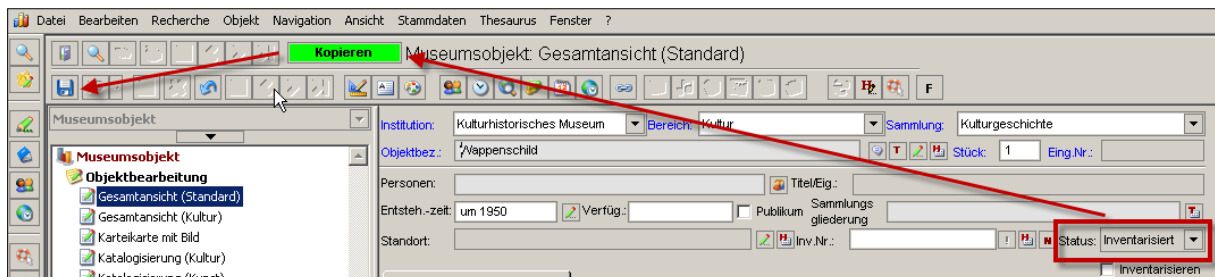 Datei Bearbeiten Recherche Objekt Navigation Ansicht Stammdaten Thesaurus Fenster ?
Kopieren Museumsobjekt: Gesamtansicht (Standard)
F
Museumsobjekt
Institution: Kulturhistorisches Museum Bereich: Kultur Sammlung: Kulturgeschichte
Museumsobjekt
Objektbez.: Wappenschild T Stück: 1 Eing.Nr.:
Objektbearbeitung
Personen: Titel/Eig.:
Gesamtansicht (Standard)
Entsteh.-zeit: um 1950 Verfüg.: Publikum Sammlungs gliederung
Gesamtansicht (Kultur)
Karteikarte mit Bild
Standort: Inv.Nr.: ! N Status: Inventarisiert
Katalogisierung (Kultur)
Inventarisieren
Katalogisierung (Kunst)